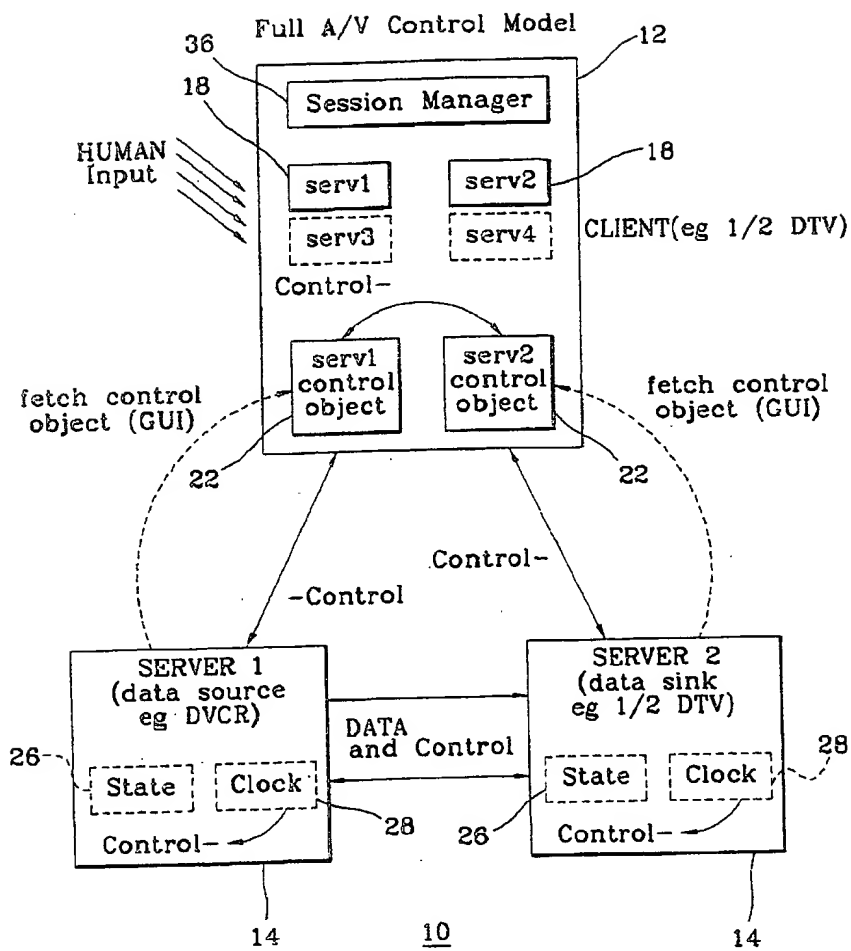 Full A/V Control Model
36
12
18
Session Manager
HUMAN
Input
18
serv1
serv2
serv3
serv4
CLIENT(eg 1/2 DTV)
Control-
serv1
control
object
serv2
control
object
fetch control
object (GUI)
fetch control
object (GUI)
22
22
Control-
-Control
SERVER 1
(data source
eg DVCR)
SERVER 2
(data sink
eg 1/2 DTV)
DATA
and Control
26
State
Clock
28
Control-
26
State
Clock
28
Control-
14
10
14